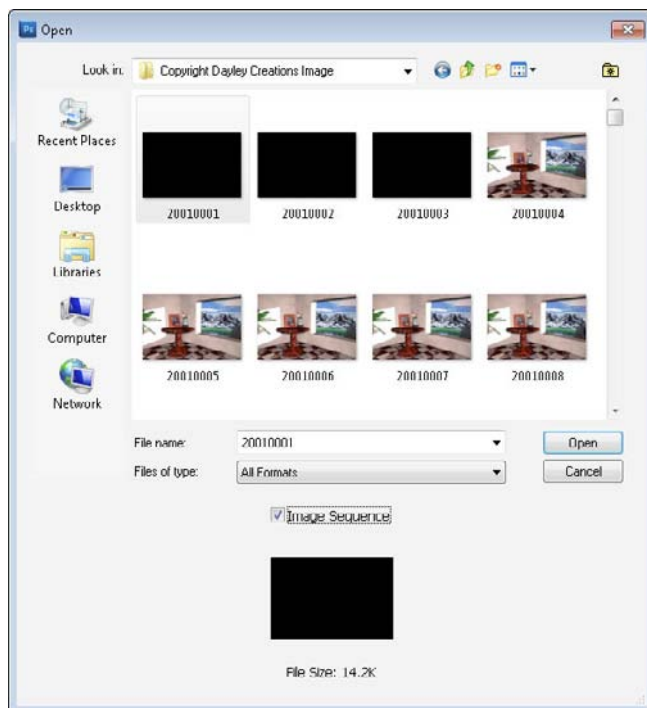 Ps Open
Look in: Copyright Dayley Creations Image
Recent Places
Desktop
Libraries
Computer
Network
20010001 20010002 20010003 20010004
20010005 20010006 20010007 20010008
File name: 20010001 Open
Files of type: All Formats Cancel
Image Sequence
File Size: 14.2K